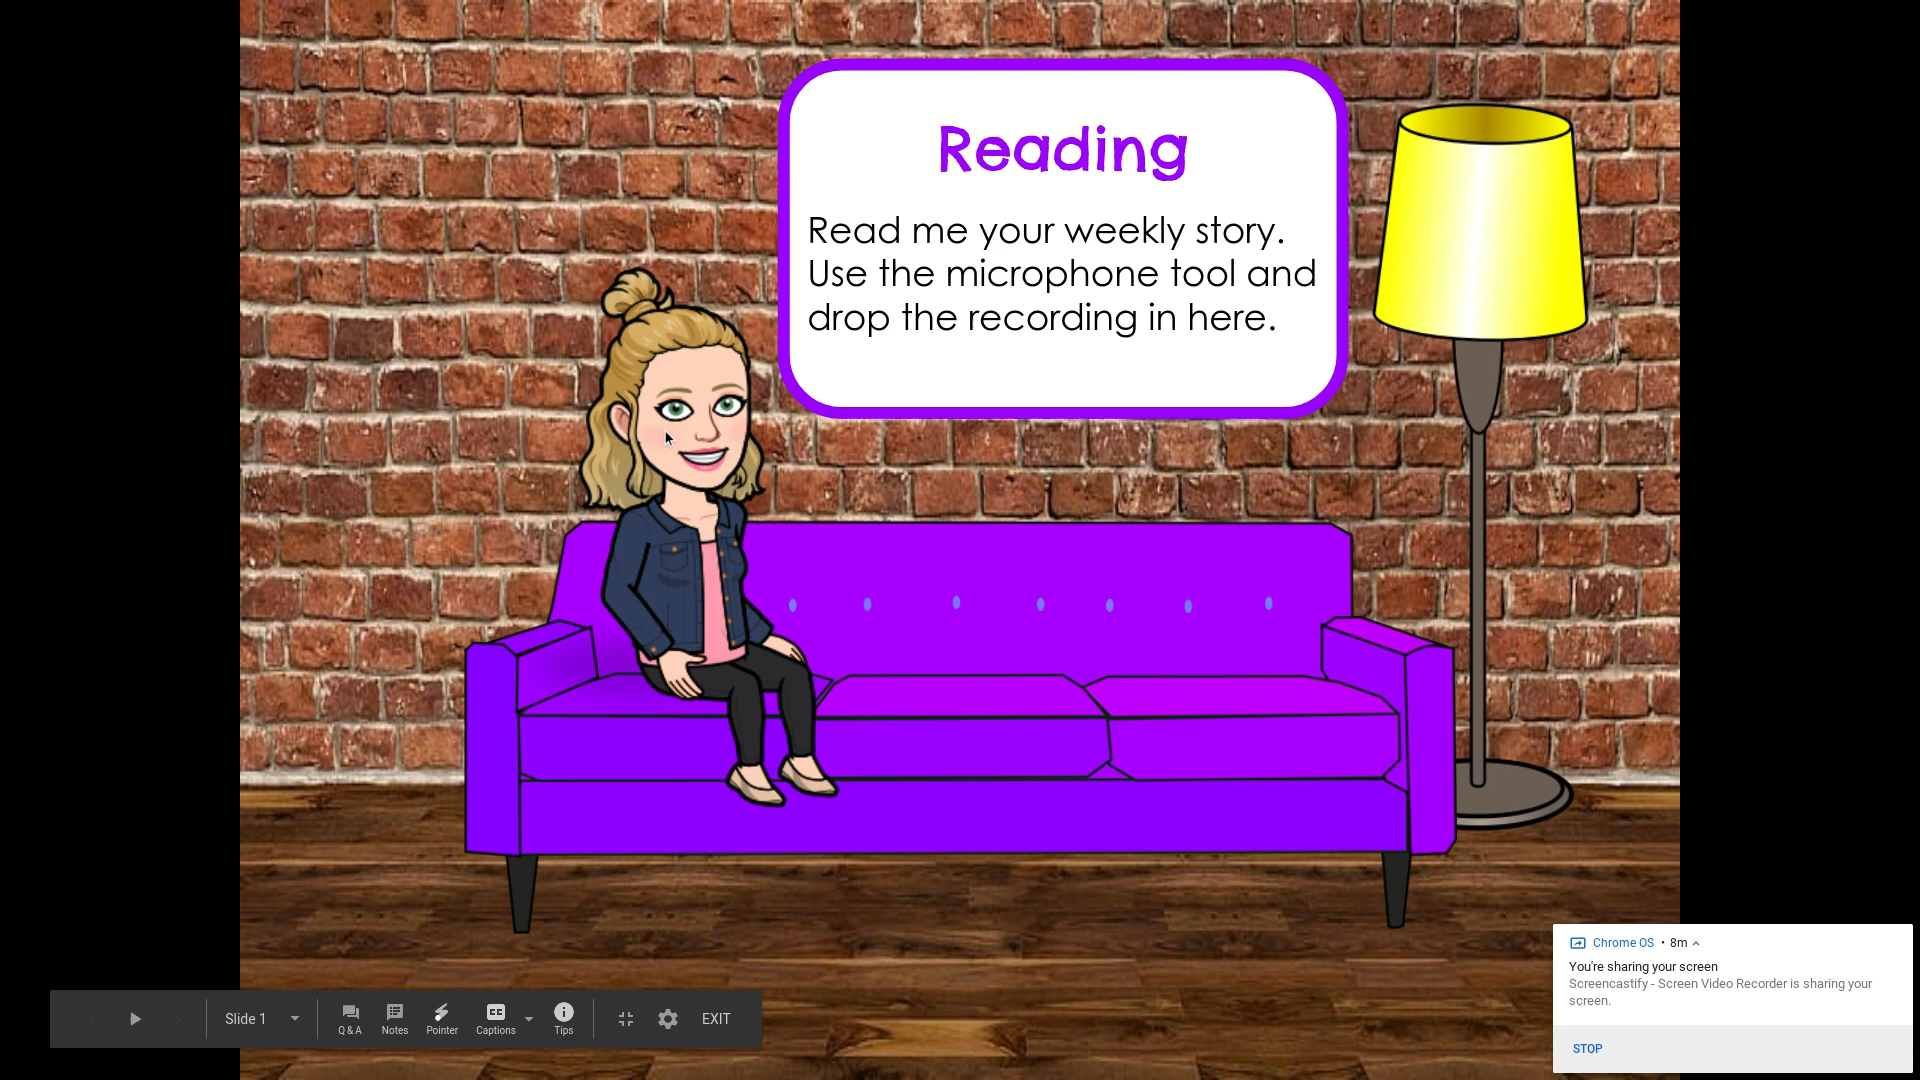 Reading
Read me your weekly story.
Use the microphone tool and
drop the recording in here.
Chrome OS • 8m
You're sharing your screen
Screencastify - Screen Video Recorder is sharing your
screen.
STOP
Slide 1
Q & A
Notes
Pointer
CC
Captions
Tips
EXIT